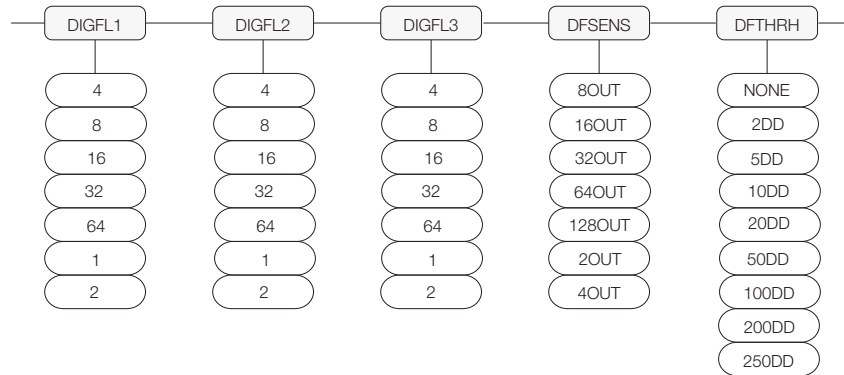 DIGFL1 DIGFL2 DIGFL3 DFSENS DFTHRH
4 4 4 8OUT NONE
8 8 8 16OUT 2DD
16 16 16 32OUT 5DD
32 32 32 64OUT 10DD
64 64 64 128OUT 20DD
1 1 1 2OUT 50DD
2 2 2 4OUT 100DD
200DD
250DD